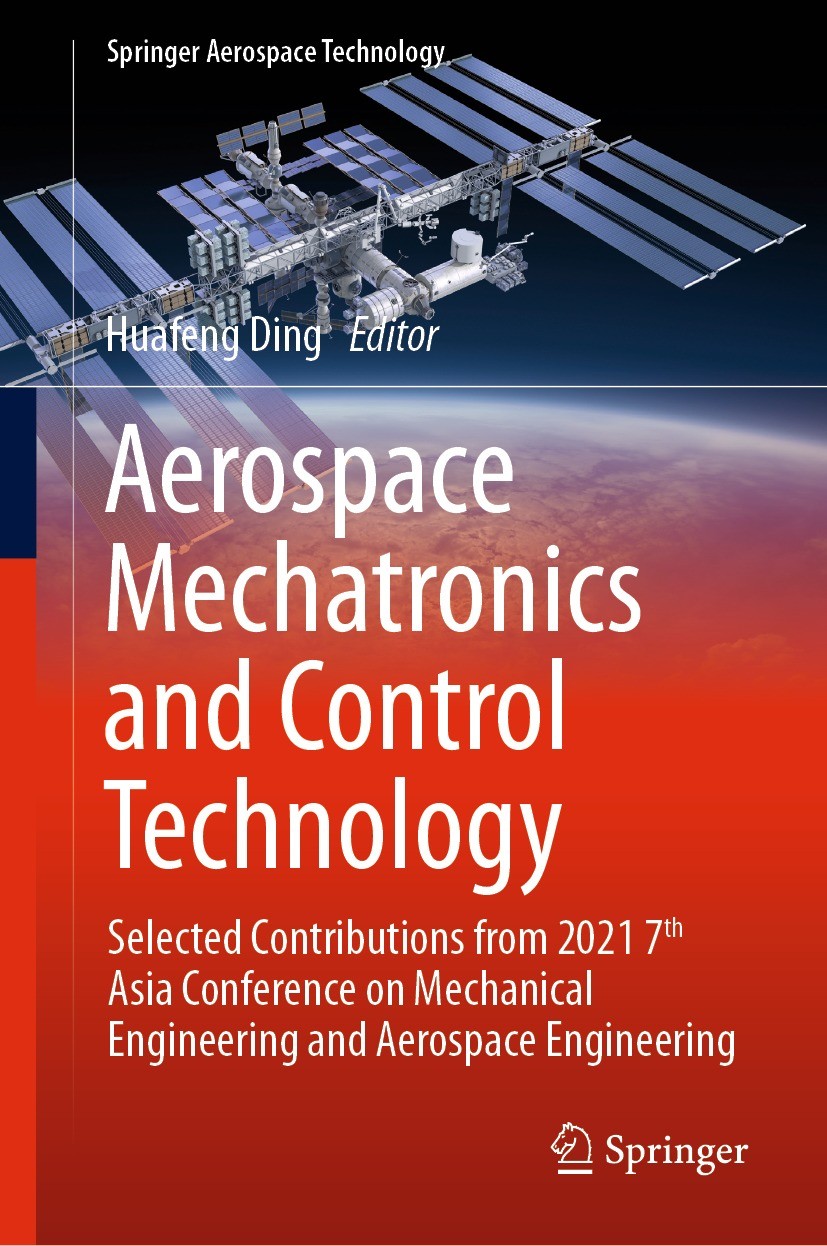 Springer Aerospace Technology
Huafeng Ding Editor
Aerospace
Mechatronics
and Control
Technology
Selected Contributions from 2021 7th
Asia Conference on Mechanical
Engineering and Aerospace Engineering
Springer